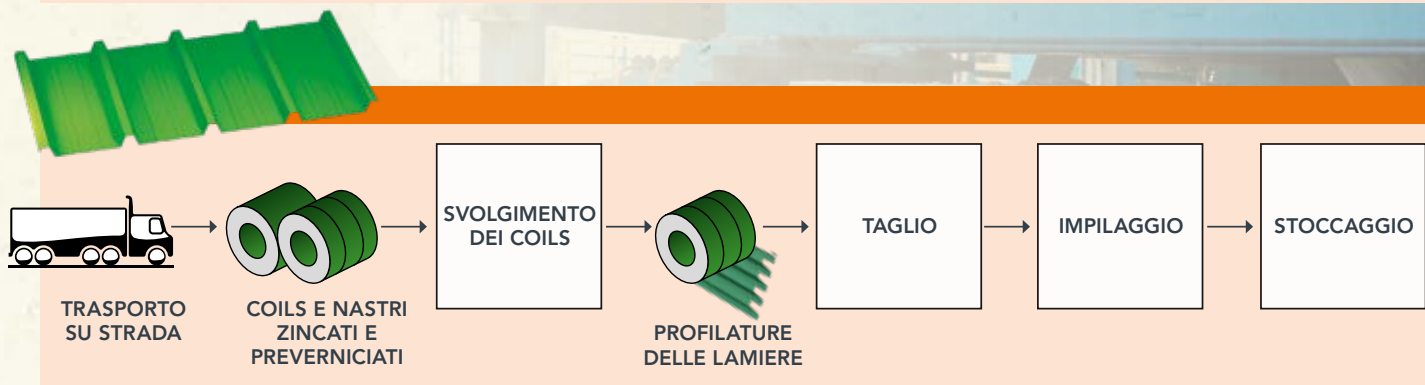 TRASPORTO
SU STRADA
COILS E NASTRI
ZINCATI E
PREVERNICIATI
SVOLGIMENTO
DEI COILS
PROFILATURE
DELLE LAMIERE
TAGLIO
IMPILAGGIO
STOCCAGGIO